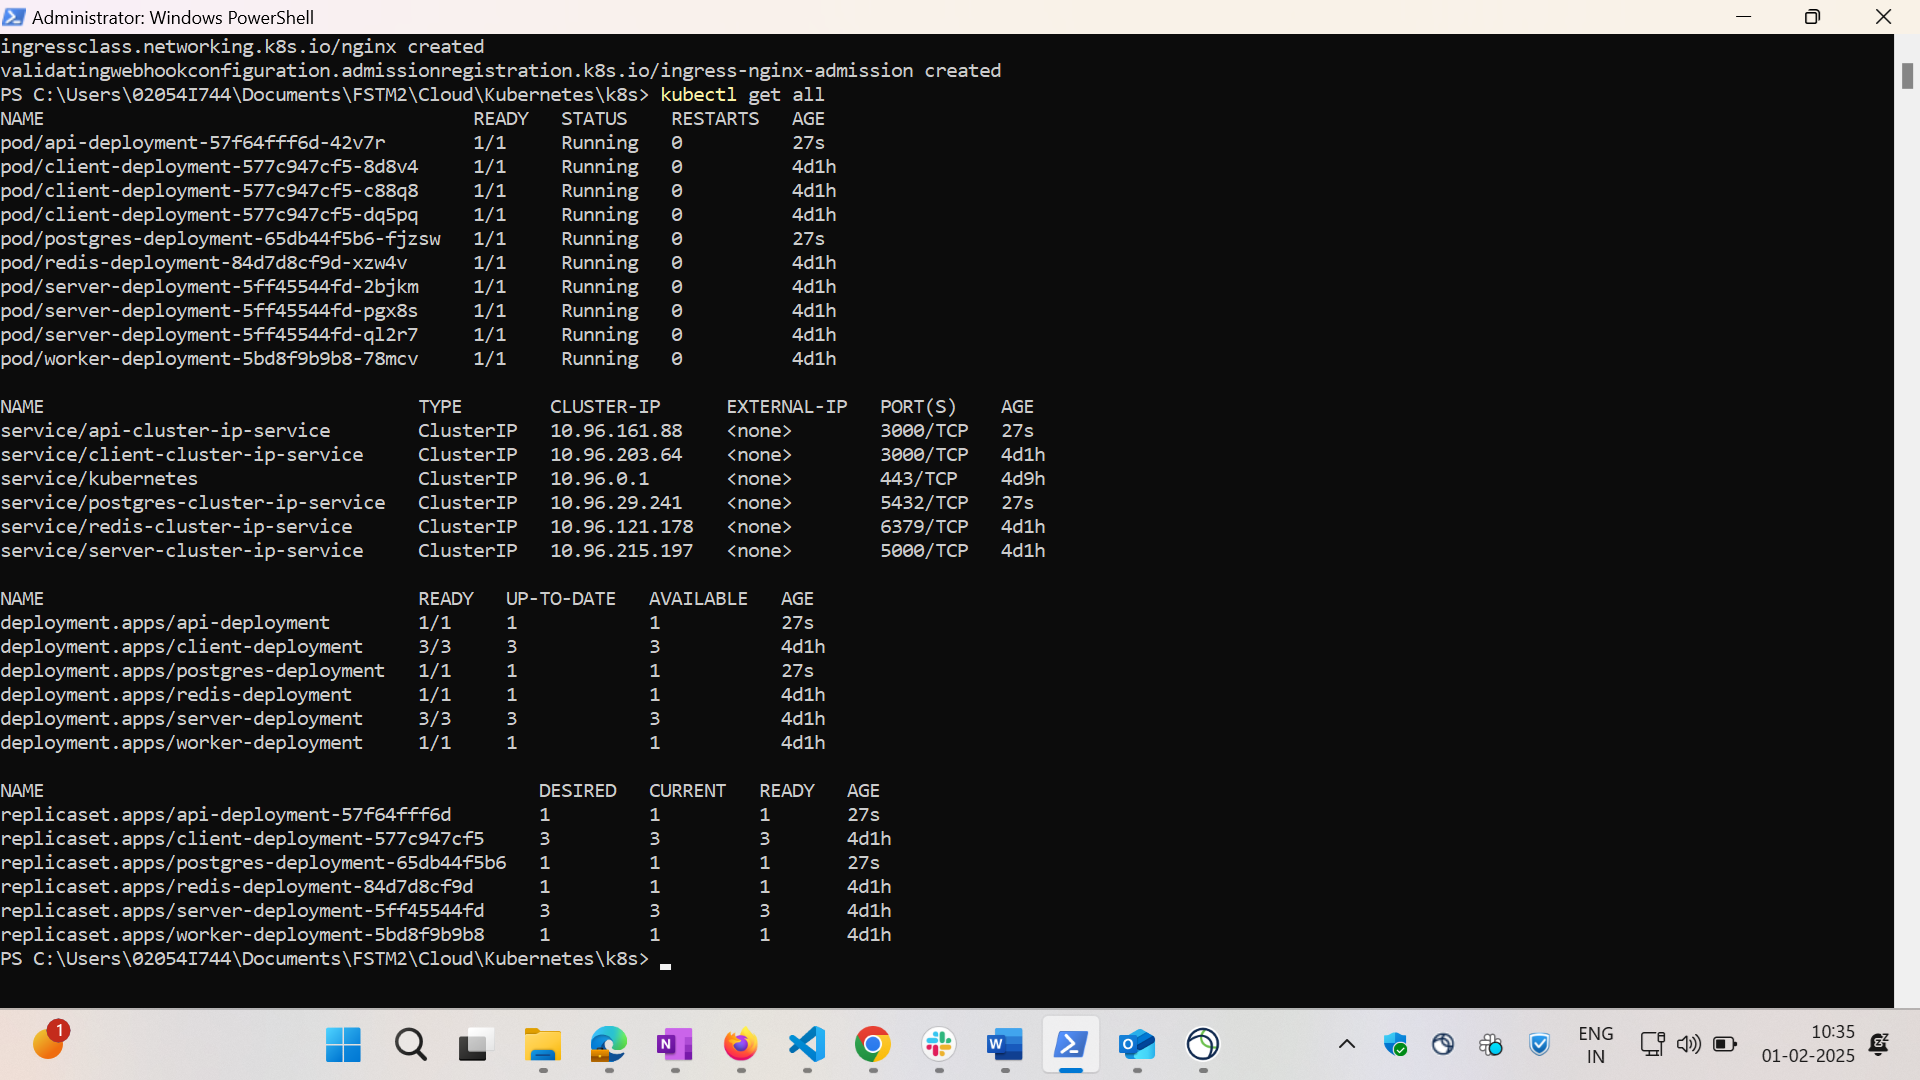 Administrator: Windows PowerShell
ingressclass.networking.k8s.io/nginx created
validatingwebhookconfiguration.admissionregistration.k8s.io/ingress-nginx-admission created
PS C:\Users\02054I744\Documents\FSTM2\Cloud\Kubernetes\k8s> kubectl get all
NAME READY STATUS RESTARTS AGE
pod/api-deployment-57f64fff6d-42v7r 1/1 Running 0 27s
pod/client-deployment-577c947cf5-8d8v4 1/1 Running 0 4d1h
pod/client-deployment-577c947cf5-c88q8 1/1 Running 0 4d1h
pod/client-deployment-577c947cf5-dq5pq 1/1 Running 0 4d1h
pod/postgres-deployment-65db44f5b6-fjzsw 1/1 Running 0 27s
pod/redis-deployment-84d7d8cf9d-xzw4v 1/1 Running 0 4d1h
pod/server-deployment-5ff45544fd-2bjkm 1/1 Running 0 4d1h
pod/server-deployment-5ff45544fd-pgx8s 1/1 Running 0 4d1h
pod/server-deployment-5ff45544fd-ql2r7 1/1 Running 0 4d1h
pod/worker-deployment-5bd8f9b9b8-78mcv 1/1 Running 0 4d1h
NAME TYPE CLUSTER-IP EXTERNAL-IP PORT(S) AGE
service/api-cluster-ip-service ClusterIP 10.96.161.88 <none> 3000/TCP 27s
service/client-cluster-ip-service ClusterIP 10.96.203.64 <none> 3000/TCP 4d1h
service/kubernetes ClusterIP 10.96.0.1 <none> 443/TCP 4d9h
service/postgres-cluster-ip-service ClusterIP 10.96.29.241 <none> 5432/TCP 27s
service/redis-cluster-ip-service ClusterIP 10.96.121.178 <none> 6379/TCP 4d1h
service/server-cluster-ip-service ClusterIP 10.96.215.197 <none> 5000/TCP 4d1h
NAME READY UP-TO-DATE AVAILABLE AGE
deployment.apps/api-deployment 1/1 1 1 27s
deployment.apps/client-deployment 3/3 3 3 4d1h
deployment.apps/postgres-deployment 1/1 1 1 27s
deployment.apps/redis-deployment 1/1 1 1 4d1h
deployment.apps/server-deployment 3/3 3 3 4d1h
deployment.apps/worker-deployment 1/1 1 1 4d1h
NAME DESIRED CURRENT READY AGE
replicaset.apps/api-deployment-57f64fff6d 1 1 1 27s
replicaset.apps/client-deployment-577c947cf5 3 3 3 4d1h
replicaset.apps/postgres-deployment-65db44f5b6 1 1 1 27s
replicaset.apps/redis-deployment-84d7d8cf9d 1 1 1 4d1h
replicaset.apps/server-deployment-5ff45544fd 3 3 3 4d1h
replicaset.apps/worker-deployment-5bd8f9b9b8 1 1 1 4d1h
PS C:\Users\02054I744\Documents\FSTM2\Cloud\Kubernetes\k8s>
1
N
W
O
ENG
IN
10:35
01-02-2025